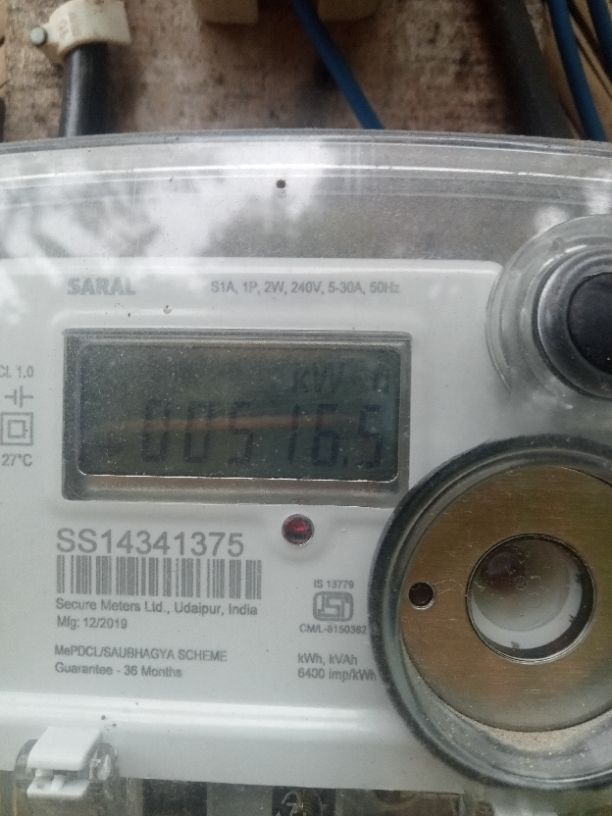 SARAL
S1A, 1P, 2W, 240V, 5-30A, 50Hz
Cl. 1.0
27°C
00516.5
SS14341375
Secure Meters Ltd., Udaipur, India
Mfg: 12/2019
MePDCL/SAUBHAGYA SCHEME
Guarantee - 36 Months
IS 13779
CM/L-8150362
kWh, kVAh
6400 imp/kWh